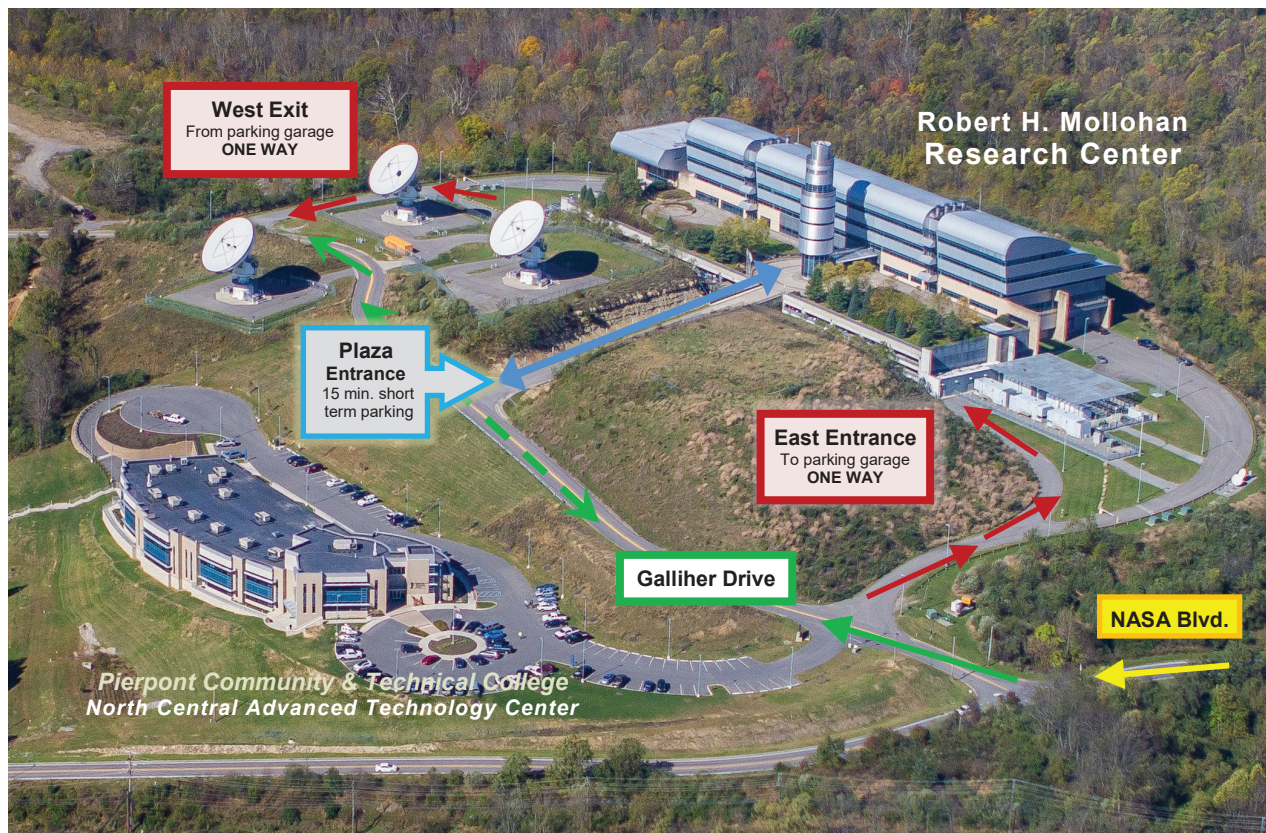 West Exit
From parking garage
ONE WAY
Robert H. Mollohan
Research Center
Plaza
Entrance
15 min. short
term parking
East Entrance
To parking garage
ONE WAY
Galliher Drive
NASA Blvd.
Pierpont Community & Technical College
North Central Advanced Technology Center